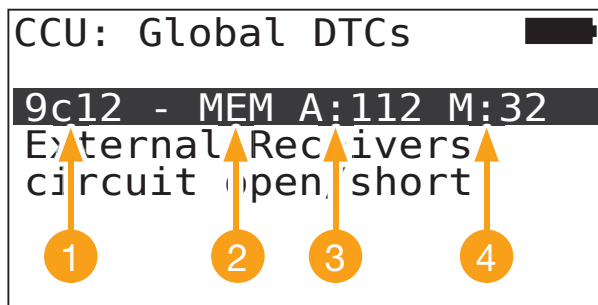 CCU: Global DTCs
9c12 - MEM A:112 M:32
External Receivers
circuit open/short
1 2 3 4